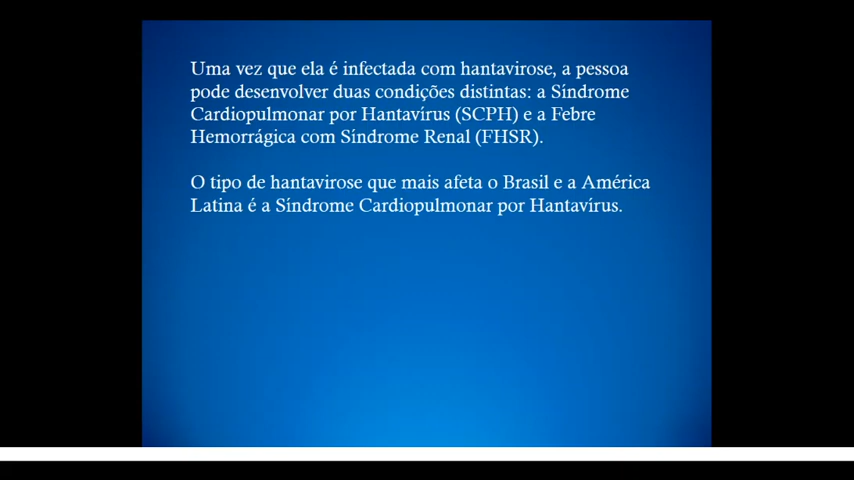 Uma vez que ela é infectada com hantavirose, a pessoa
pode desenvolver duas condições distintas: a Síndrome
Cardiopulmonar por Hantavírus (SCPH) e a Febre
Hemorrágica com Síndrome Renal (FHSR).
O tipo de hantavirose que mais afeta o Brasil e a América
Latina é a Síndrome Cardiopulmonar por Hantavírus.